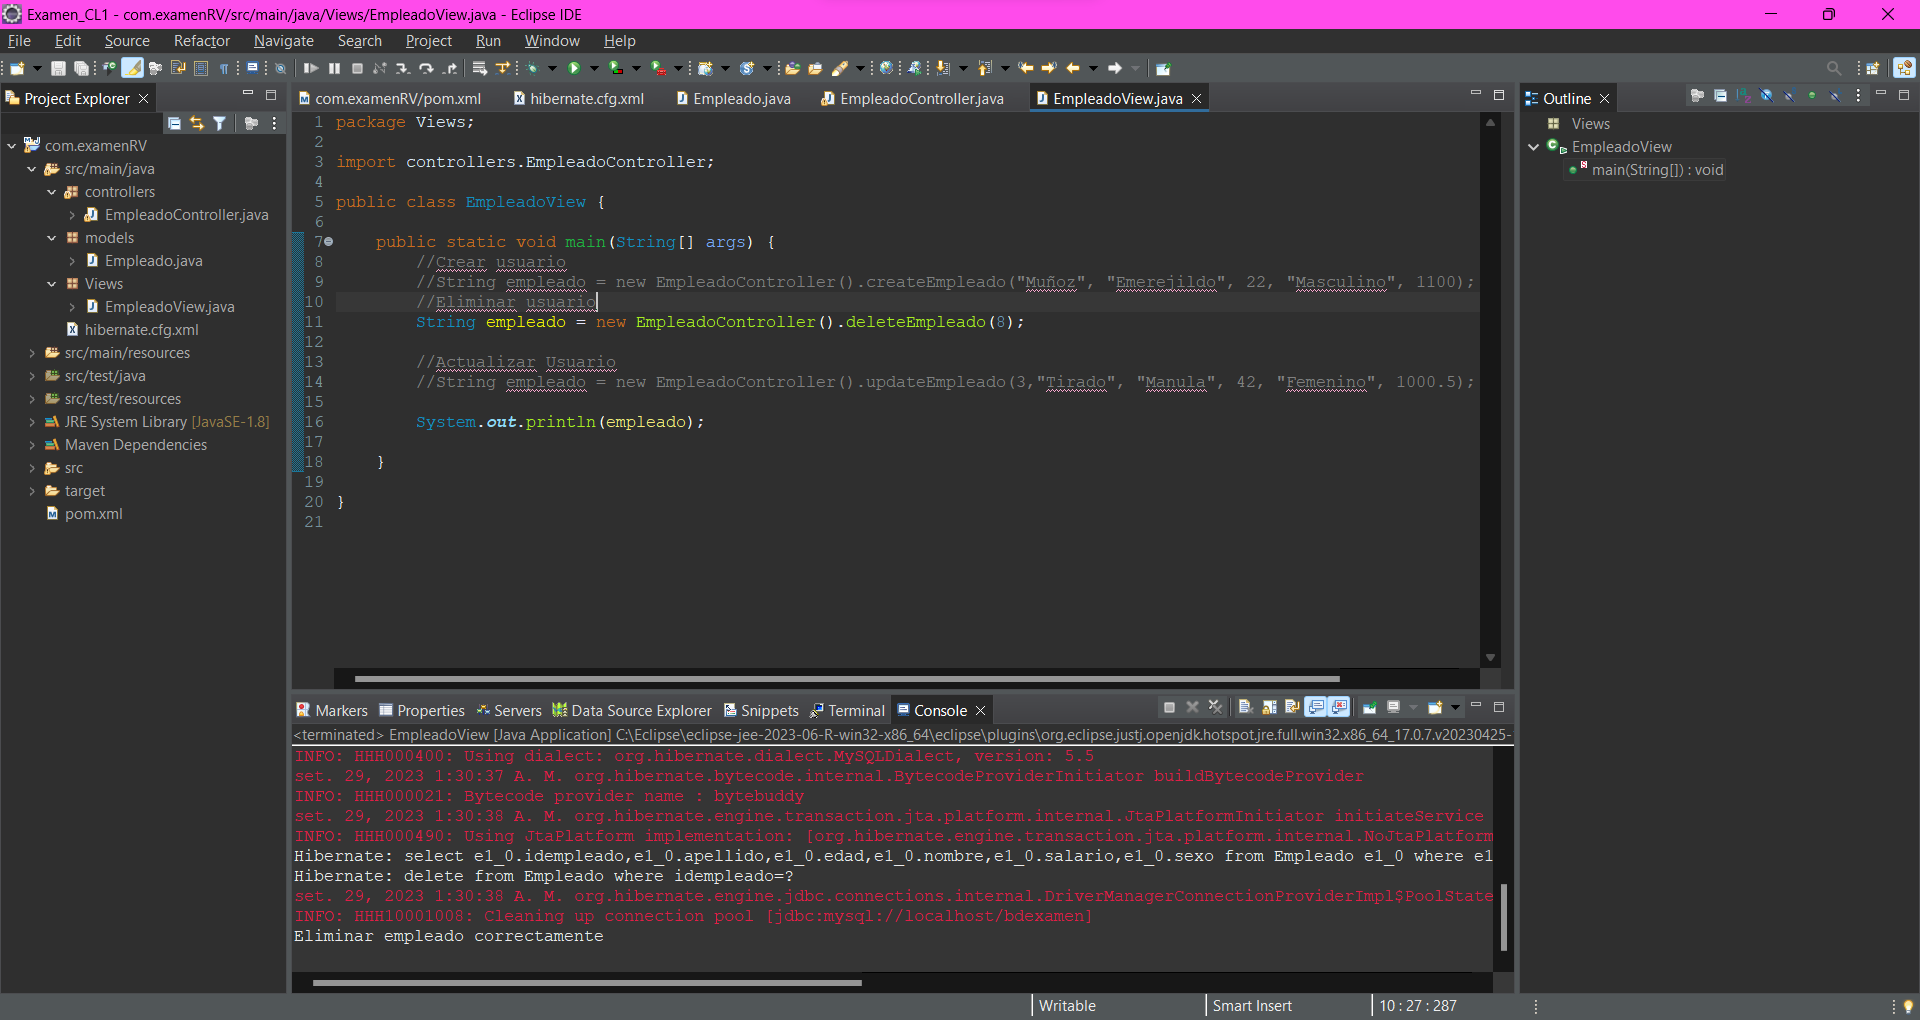 Examen_CL1 - com.examenRV/src/main/java/Views/EmpleadoView.java - Eclipse IDE
File Edit Source Refactor Navigate Search Project Run Window Help
Project Explorer
com.examenRV
src/main/java
controllers
EmpleadoController.java
models
Empleado.java
Views
EmpleadoView.java
hibernate.cfg.xml
src/main/resources
src/test/java
src/test/resources
JRE System Library [JavaSE-1.8]
Maven Dependencies
src
target
pom.xml
com.examenRV/pom.xml hibernate.cfg.xml Empleado.java EmpleadoController.java EmpleadoView.java
1 package Views;
2
3 import controllers.EmpleadoController;
4
5 public class EmpleadoView {
6
7 public static void main(String[] args) {
8 //Crear usuario
9 //String empleado = new EmpleadoController().createEmpleado("Muñoz", "Emerejildo", 22, "Masculino", 1100);
10 //Eliminar usuario
11 String empleado = new EmpleadoController().deleteEmpleado(8);
12
13 //Actualizar Usuario
14 //String empleado = new EmpleadoController().updateEmpleado(3,"Tirado", "Manula", 42, "Femenino", 1000.5);
15
16 System.out.println(empleado);
17
18 }
19
20 }
21
Outline
Views
EmpleadoView
main(String[]) : void
Markers Properties Servers Data Source Explorer Snippets Terminal Console
<terminated> EmpleadoView [Java Application] C:\Eclipse\eclipse-jee-2023-06-R-win32-x86_64\eclipse\plugins\org.eclipse.justj.openjdk.hotspot.jre.full.win32.x86_64_17.0.7.v20230425-
INFO: HHH000400: Using dialect: org.hibernate.dialect.MySQLDialect, version: 5.5
set. 29, 2023 1:30:37 A. M. org.hibernate.bytecode.internal.BytecodeProviderInitiator buildBytecodeProvider
INFO: HHH000021: Bytecode provider name : bytebuddy
set. 29, 2023 1:30:38 A. M. org.hibernate.engine.transaction.jta.platform.internal.JtaPlatformInitiator initiateService
INFO: HHH000490: Using JtaPlatform implementation: [org.hibernate.engine.transaction.jta.platform.internal.NoJtaPlatform
Hibernate: select e1_0.idempleado,e1_0.apellido,e1_0.edad,e1_0.nombre,e1_0.salario,e1_0.sexo from Empleado e1_0 where e1
Hibernate: delete from Empleado where idempleado=?
set. 29, 2023 1:30:38 A. M. org.hibernate.engine.jdbc.connections.internal.DriverManagerConnectionProviderImpl$PoolState
INFO: HHH10001008: Cleaning up connection pool [jdbc:mysql://localhost/bdexamen]
Eliminar empleado correctamente
Writable Smart Insert 10 : 27 : 287